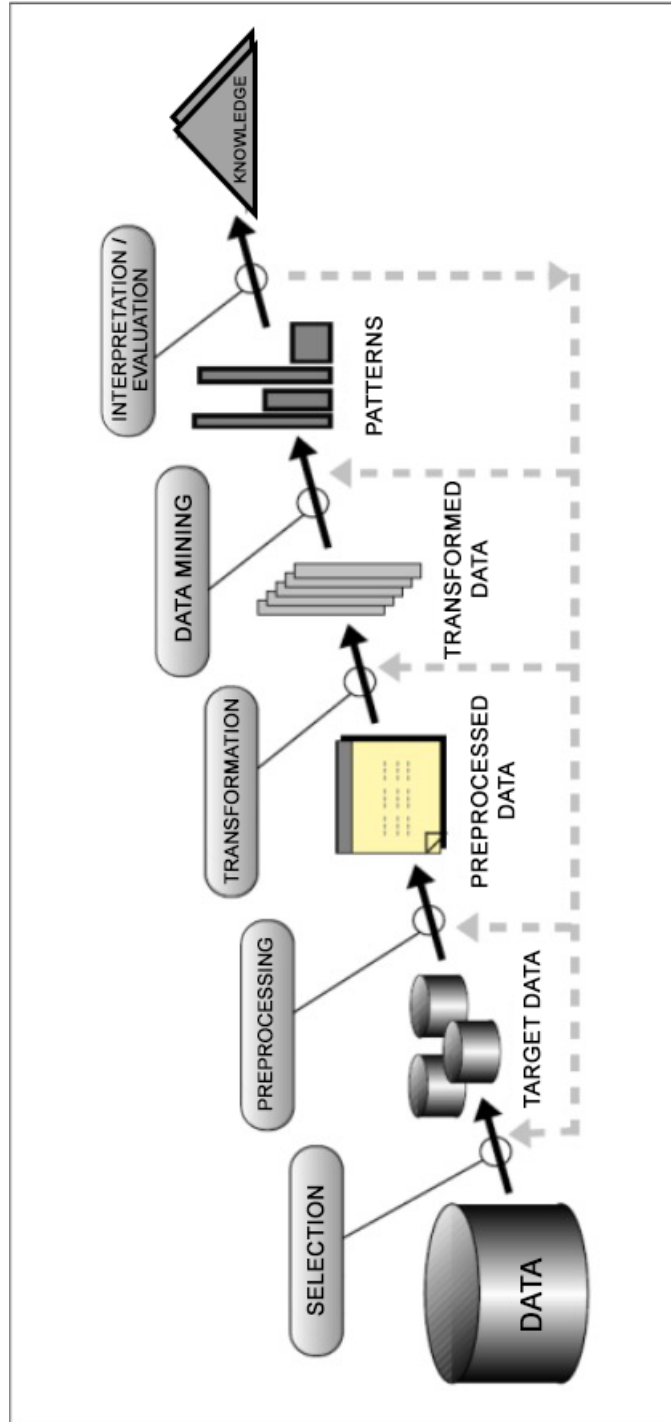 SELECTION
PREPROCESSING
TRANSFORMATION
DATA MINING
INTERPRETATION /
EVALUATION
DATA
TARGET DATA
PREPROCESSED
DATA
TRANSFORMED
DATA
PATTERNS
KNOWLEDGE